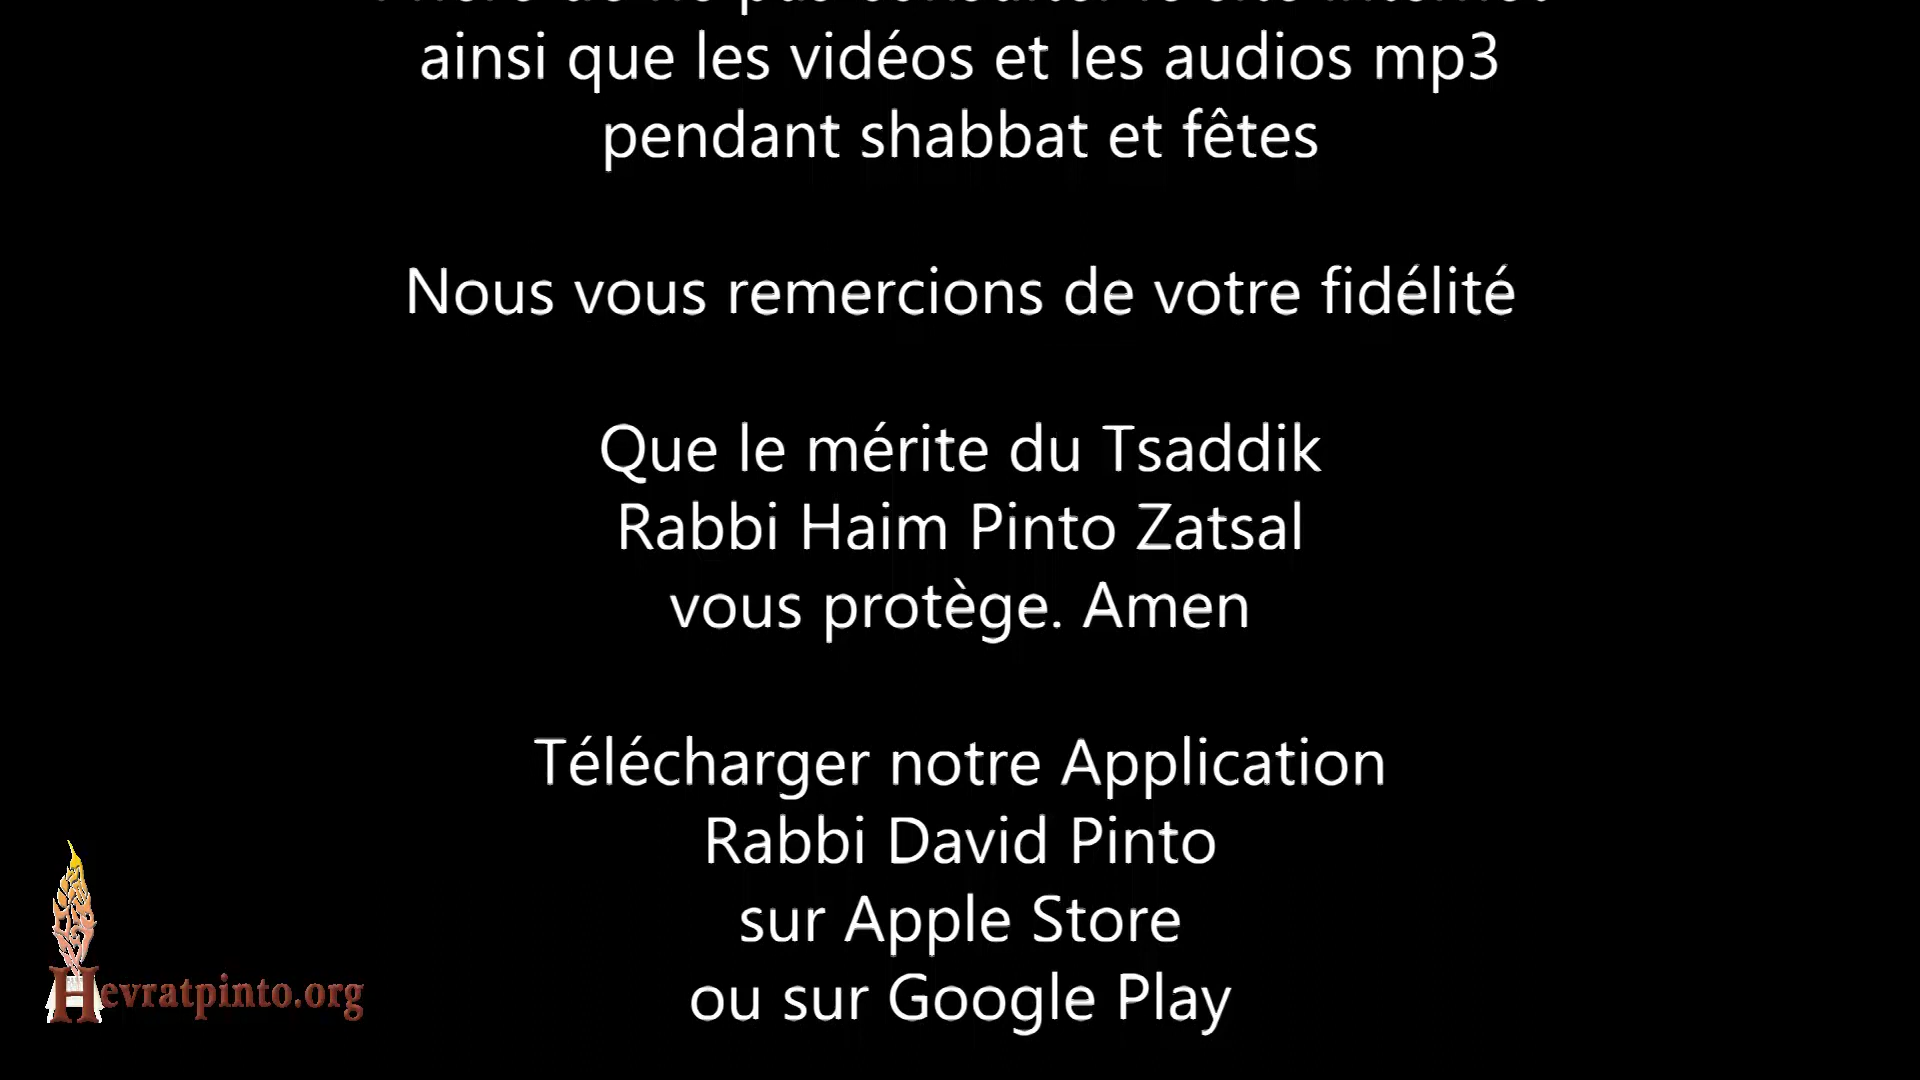 ainsi que les vidéos et les audios mp3
pendant shabbat et fêtes
Nous vous remercions de votre fidélité
Que le mérite du Tsaddik
Rabbi Haim Pinto Zatsal
vous protège. Amen
Télécharger notre Application
Rabbi David Pinto
sur Apple Store
ou sur Google Play
Hevratpinto.org